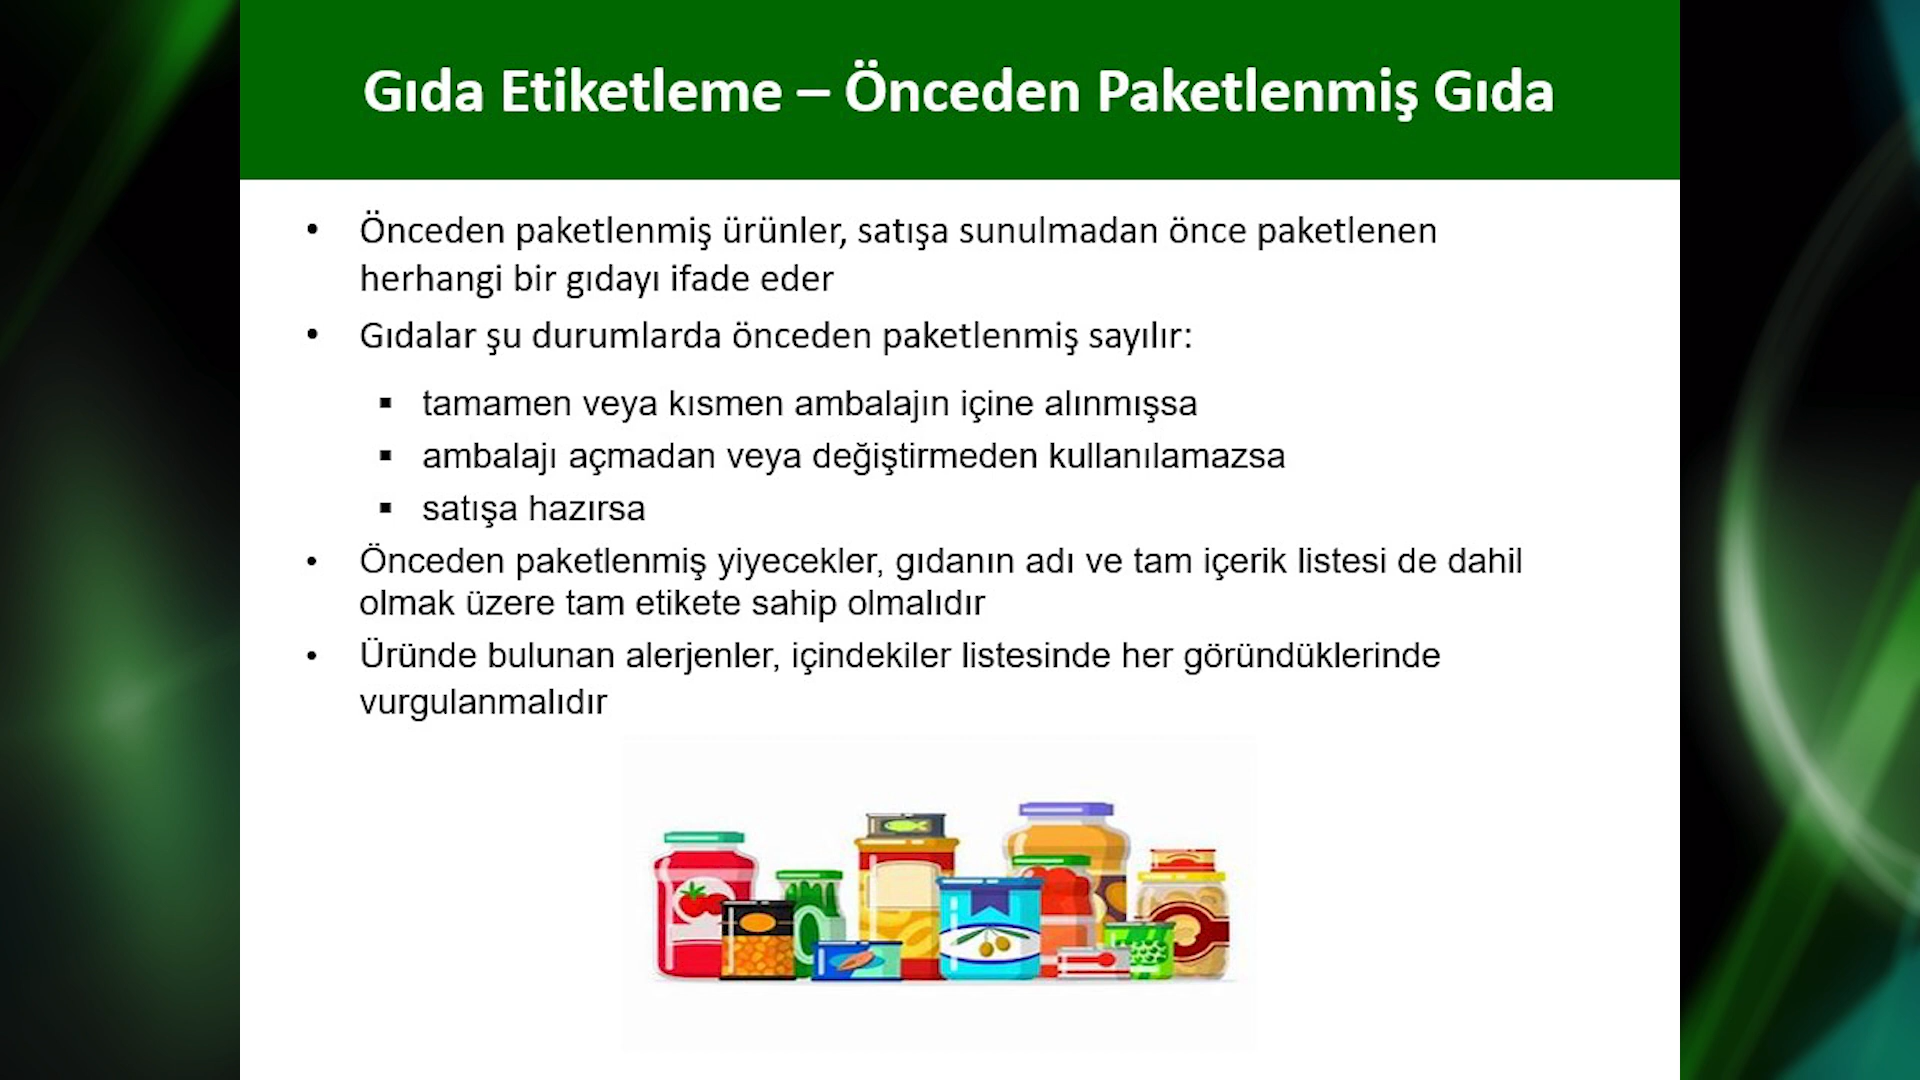 Gıda Etiketleme – Önceden Paketlenmiş Gıda
• Önceden paketlenmiş ürünler, satışa sunulmadan önce paketlenen
herhangi bir gıdayı ifade eder
• Gıdalar şu durumlarda önceden paketlenmiş sayılır:
▪ tamamen veya kısmen ambalajın içine alınmışsa
▪ ambalajı açmadan veya değiştirmeden kullanılamazsa
▪ satışa hazırsa
• Önceden paketlenmiş yiyecekler, gıdanın adı ve tam içerik listesi de dahil
olmak üzere tam etikete sahip olmalıdır
• Üründe bulunan alerjenler, içindekiler listesinde her göründüklerinde
vurgulanmalıdır